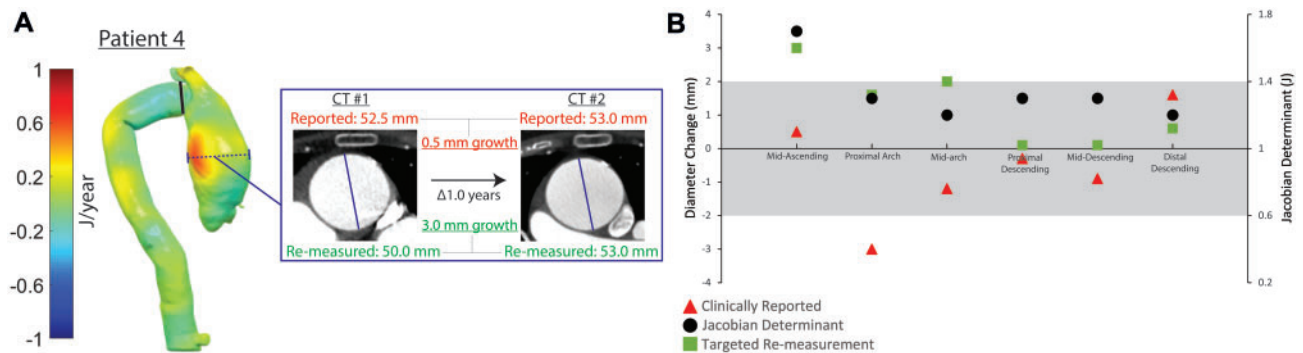 A
Patient 4
1
0.6
0.2
-0.2
-0.6
-1
J/year
CT #1
CT #2
Reported: 52.5 mm
Reported: 53.0 mm
0.5 mm growth
Δ1.0 years
3.0 mm growth
Re-measured: 50.0 mm
Re-measured: 53.0 mm
B
Diameter Change (mm)
4
3
2
1
0
-1
-2
-3
-4
Mid-Ascending
Proximal Arch
Mid-arch
Proximal
Descending
Mid-Descending
Distal
Descending
1.8
1.4
1
0.6
0.2
Jacobian Determinant (J)
Clinically Reported
Jacobian Determinant
Targeted Re-measurement